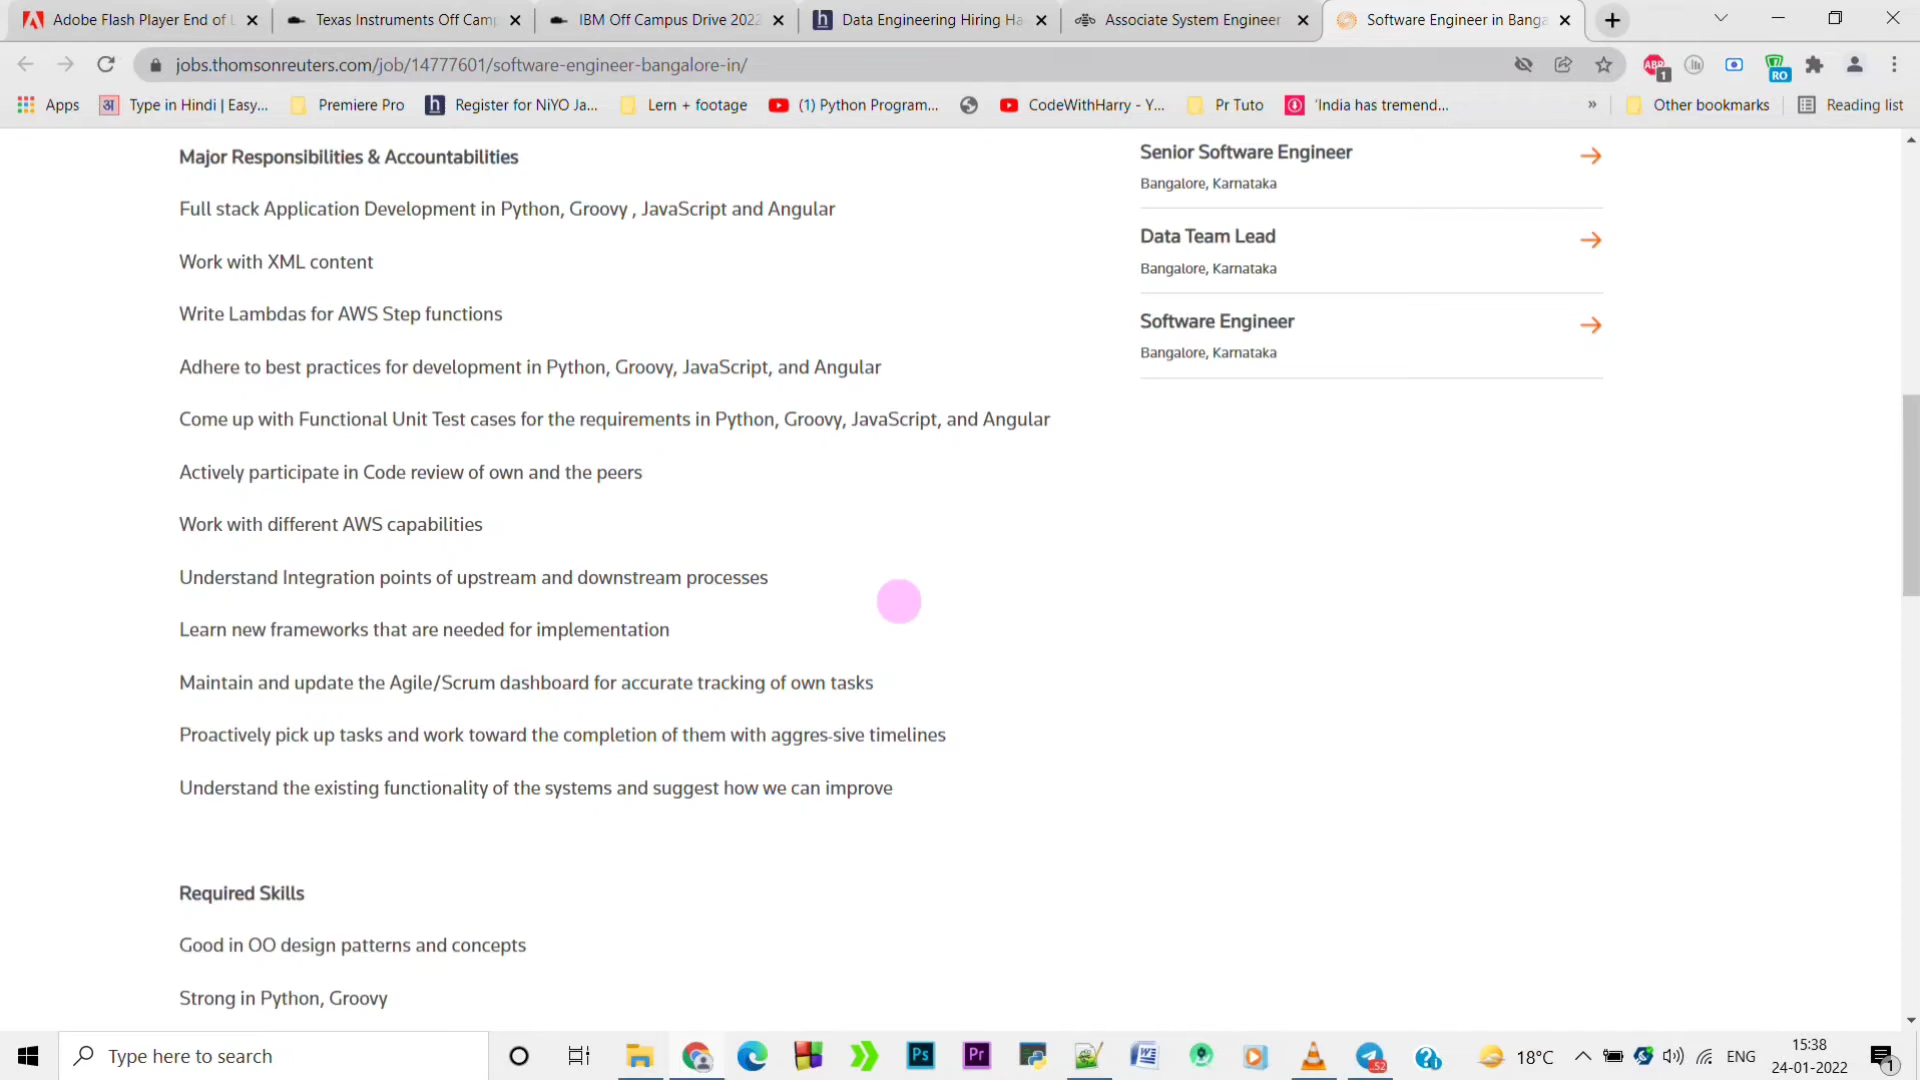 Adobe Flash Player End of L
Texas Instruments Off Cam
IBM Off Campus Drive 2022
Data Engineering Hiring Ha
Associate System Engineer
Software Engineer in Banga
jobs.thomsonreuters.com/job/14777601/software-engineer-bangalore-in/
ABP
1
RO
Apps
अ
Type in Hindi | Easy...
Premiere Pro
h
Register for NiYO Ja...
Lern + footage
(1) Python Program...
CodeWithHarry - Y...
Pr Tuto
'India has tremend...
»
Other bookmarks
Reading list
Major Responsibilities & Accountabilities
Full stack Application Development in Python, Groovy , JavaScript and Angular
Work with XML content
Write Lambdas for AWS Step functions
Adhere to best practices for development in Python, Groovy, JavaScript, and Angular
Come up with Functional Unit Test cases for the requirements in Python, Groovy, JavaScript, and Angular
Actively participate in Code review of own and the peers
Work with different AWS capabilities
Understand Integration points of upstream and downstream processes
Learn new frameworks that are needed for implementation
Maintain and update the Agile/Scrum dashboard for accurate tracking of own tasks
Proactively pick up tasks and work toward the completion of them with aggres-sive timelines
Understand the existing functionality of the systems and suggest how we can improve
Required Skills
Good in OO design patterns and concepts
Strong in Python, Groovy
Senior Software Engineer
Bangalore, Karnataka
Data Team Lead
Bangalore, Karnataka
Software Engineer
Bangalore, Karnataka
Type here to search
Ps
Pr
52
18°C
ENG
15:38
24-01-2022
1